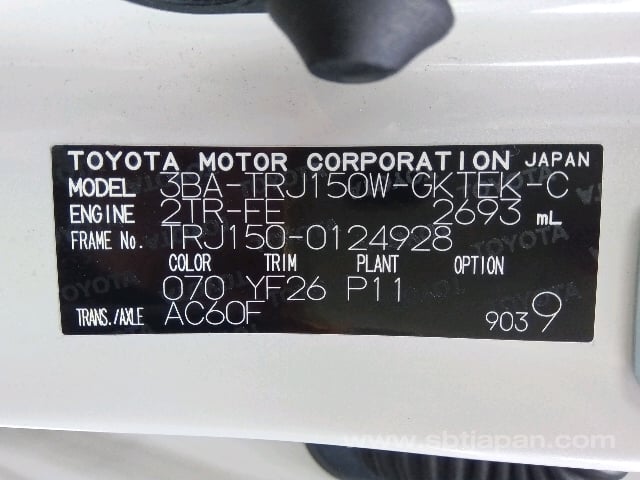 TOYOTA MOTOR CORPORATION JAPAN
MODEL 3BA-TRJ150W-GKTEK-C
ENGINE 2TR-FE 2693 mL
FRAME No. TRJ150-0124928
COLOR TRIM PLANT OPTION
070 YF26 P11
TRANS./AXLE AC60F
9039
www.sbtjapan.com